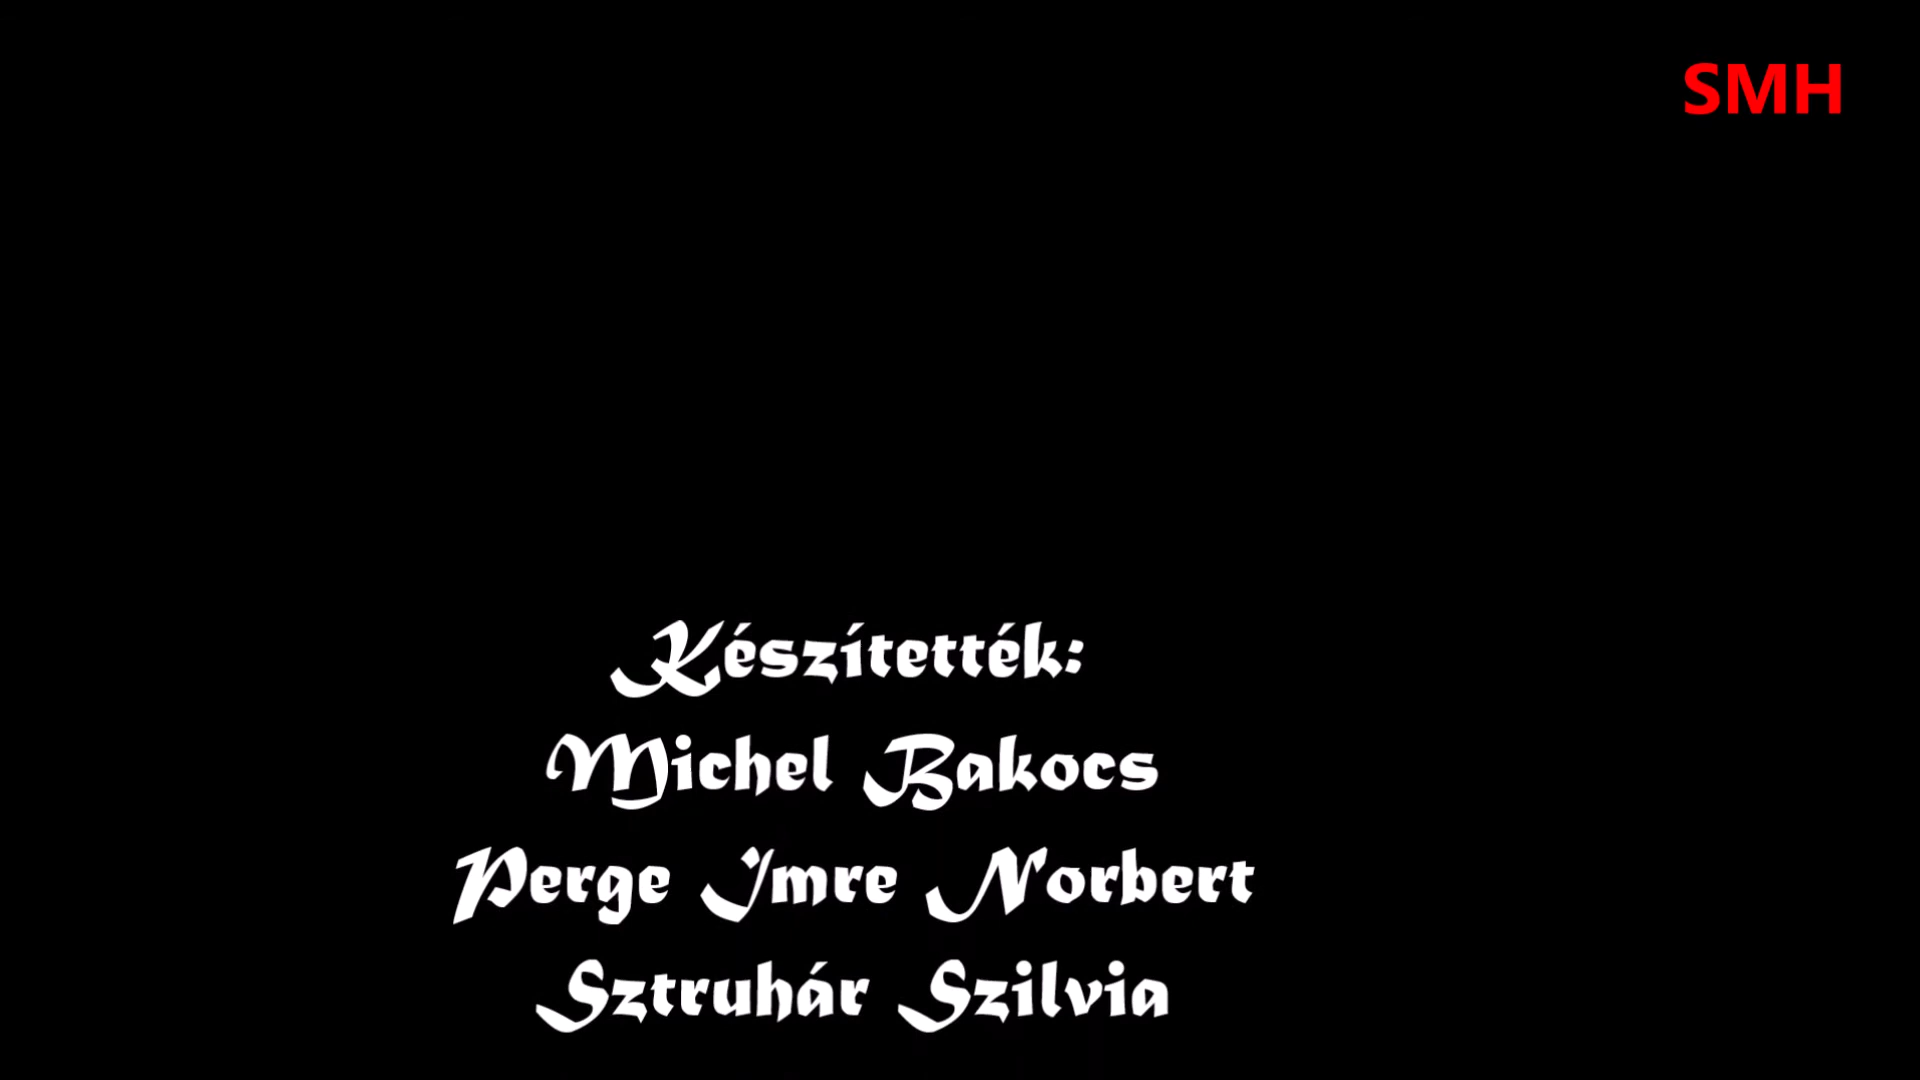 SMH
Készítették:
Michel Bakocs
Perge Imre Norbert
Sztruhár Szilvia